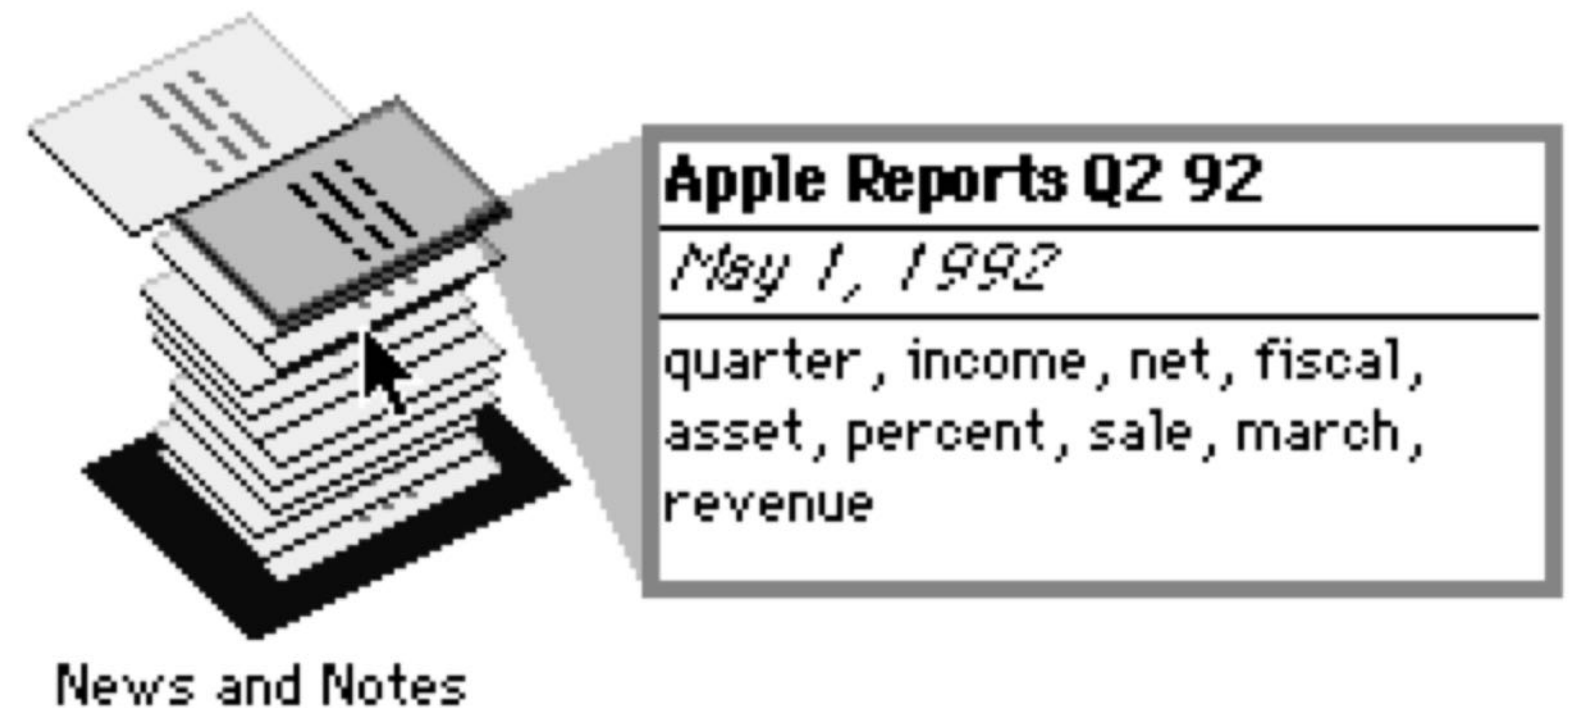 Apple Reports Q2 92
May 1, 1992
quarter, income, net, fiscal,
asset, percent, sale, march,
revenue
News and Notes